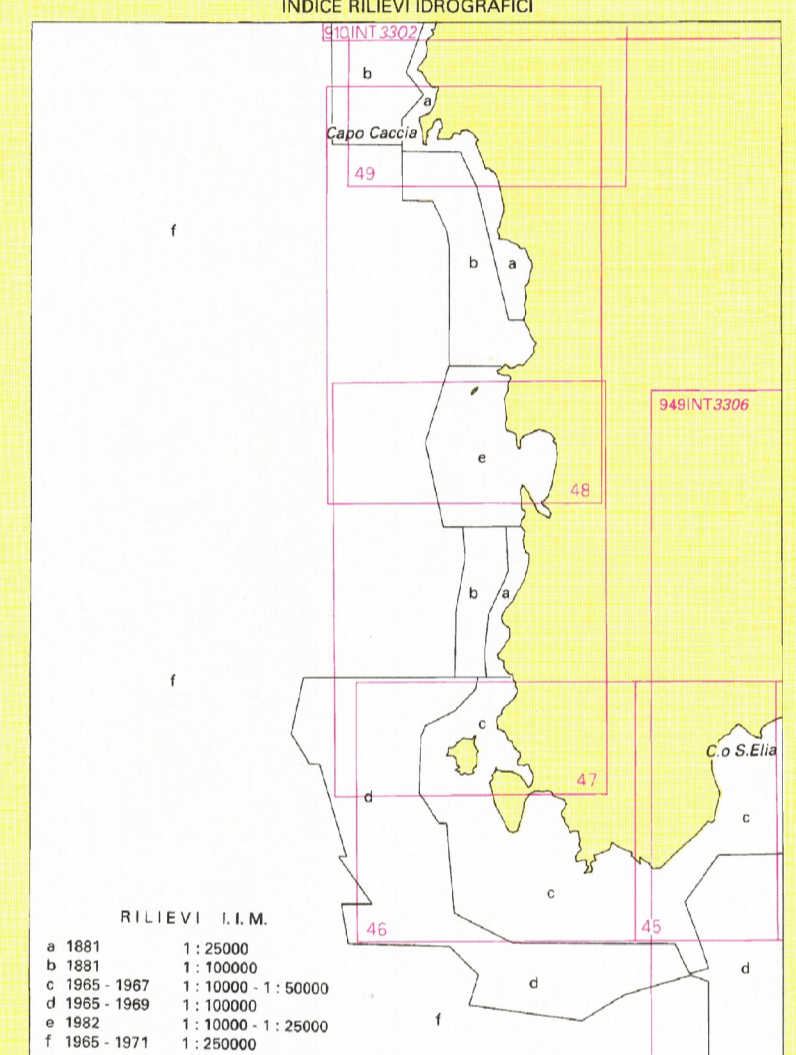 INDICE RILIEVI IDROGRAFICI
910INT 3302
b
a
Capo Caccia
49
f
b
a
949INT3306
e
48
b
a
f
c
C.o S.Elia
47
d
c
c
RILIEVI I.I.M.
46
45
a 1881 1 : 25000
b 1881 1 : 100000
c 1965 - 1967 1 : 10000 - 1 : 50000
d 1965 - 1969 1 : 100000
e 1982 1 : 10000 - 1 : 25000
f 1965 - 1971 1 : 250000
d
d
f